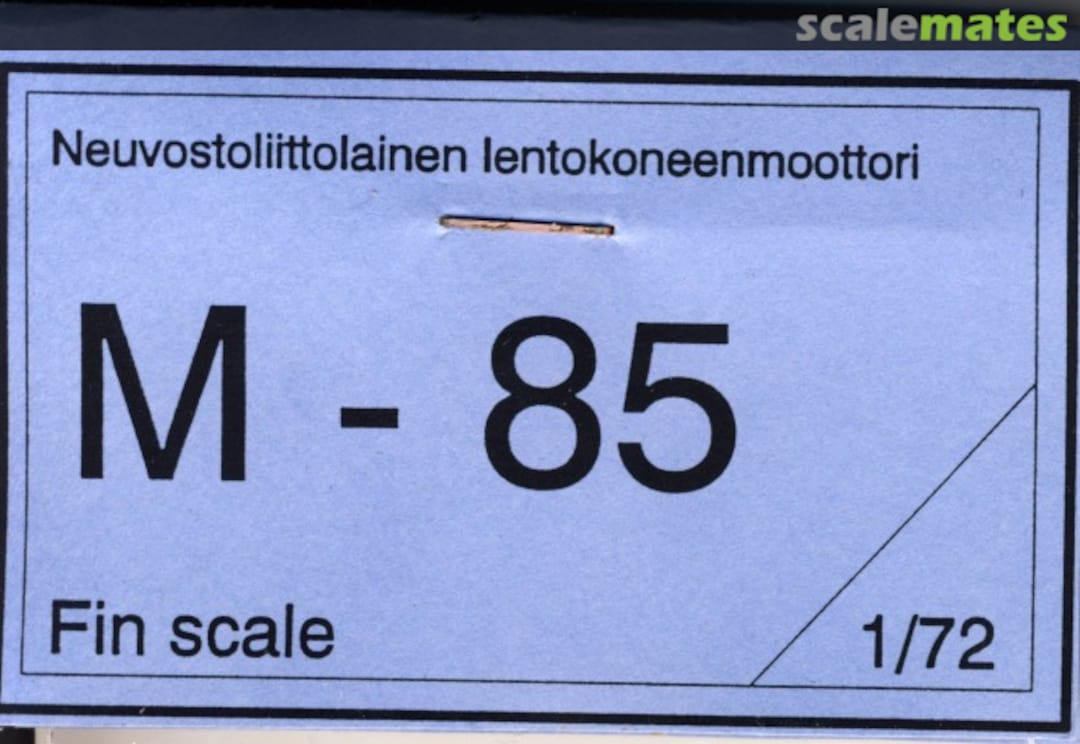 scalemates
Neuvostoliittolainen lentokoneenmoottori
M - 85
Fin scale
1/72